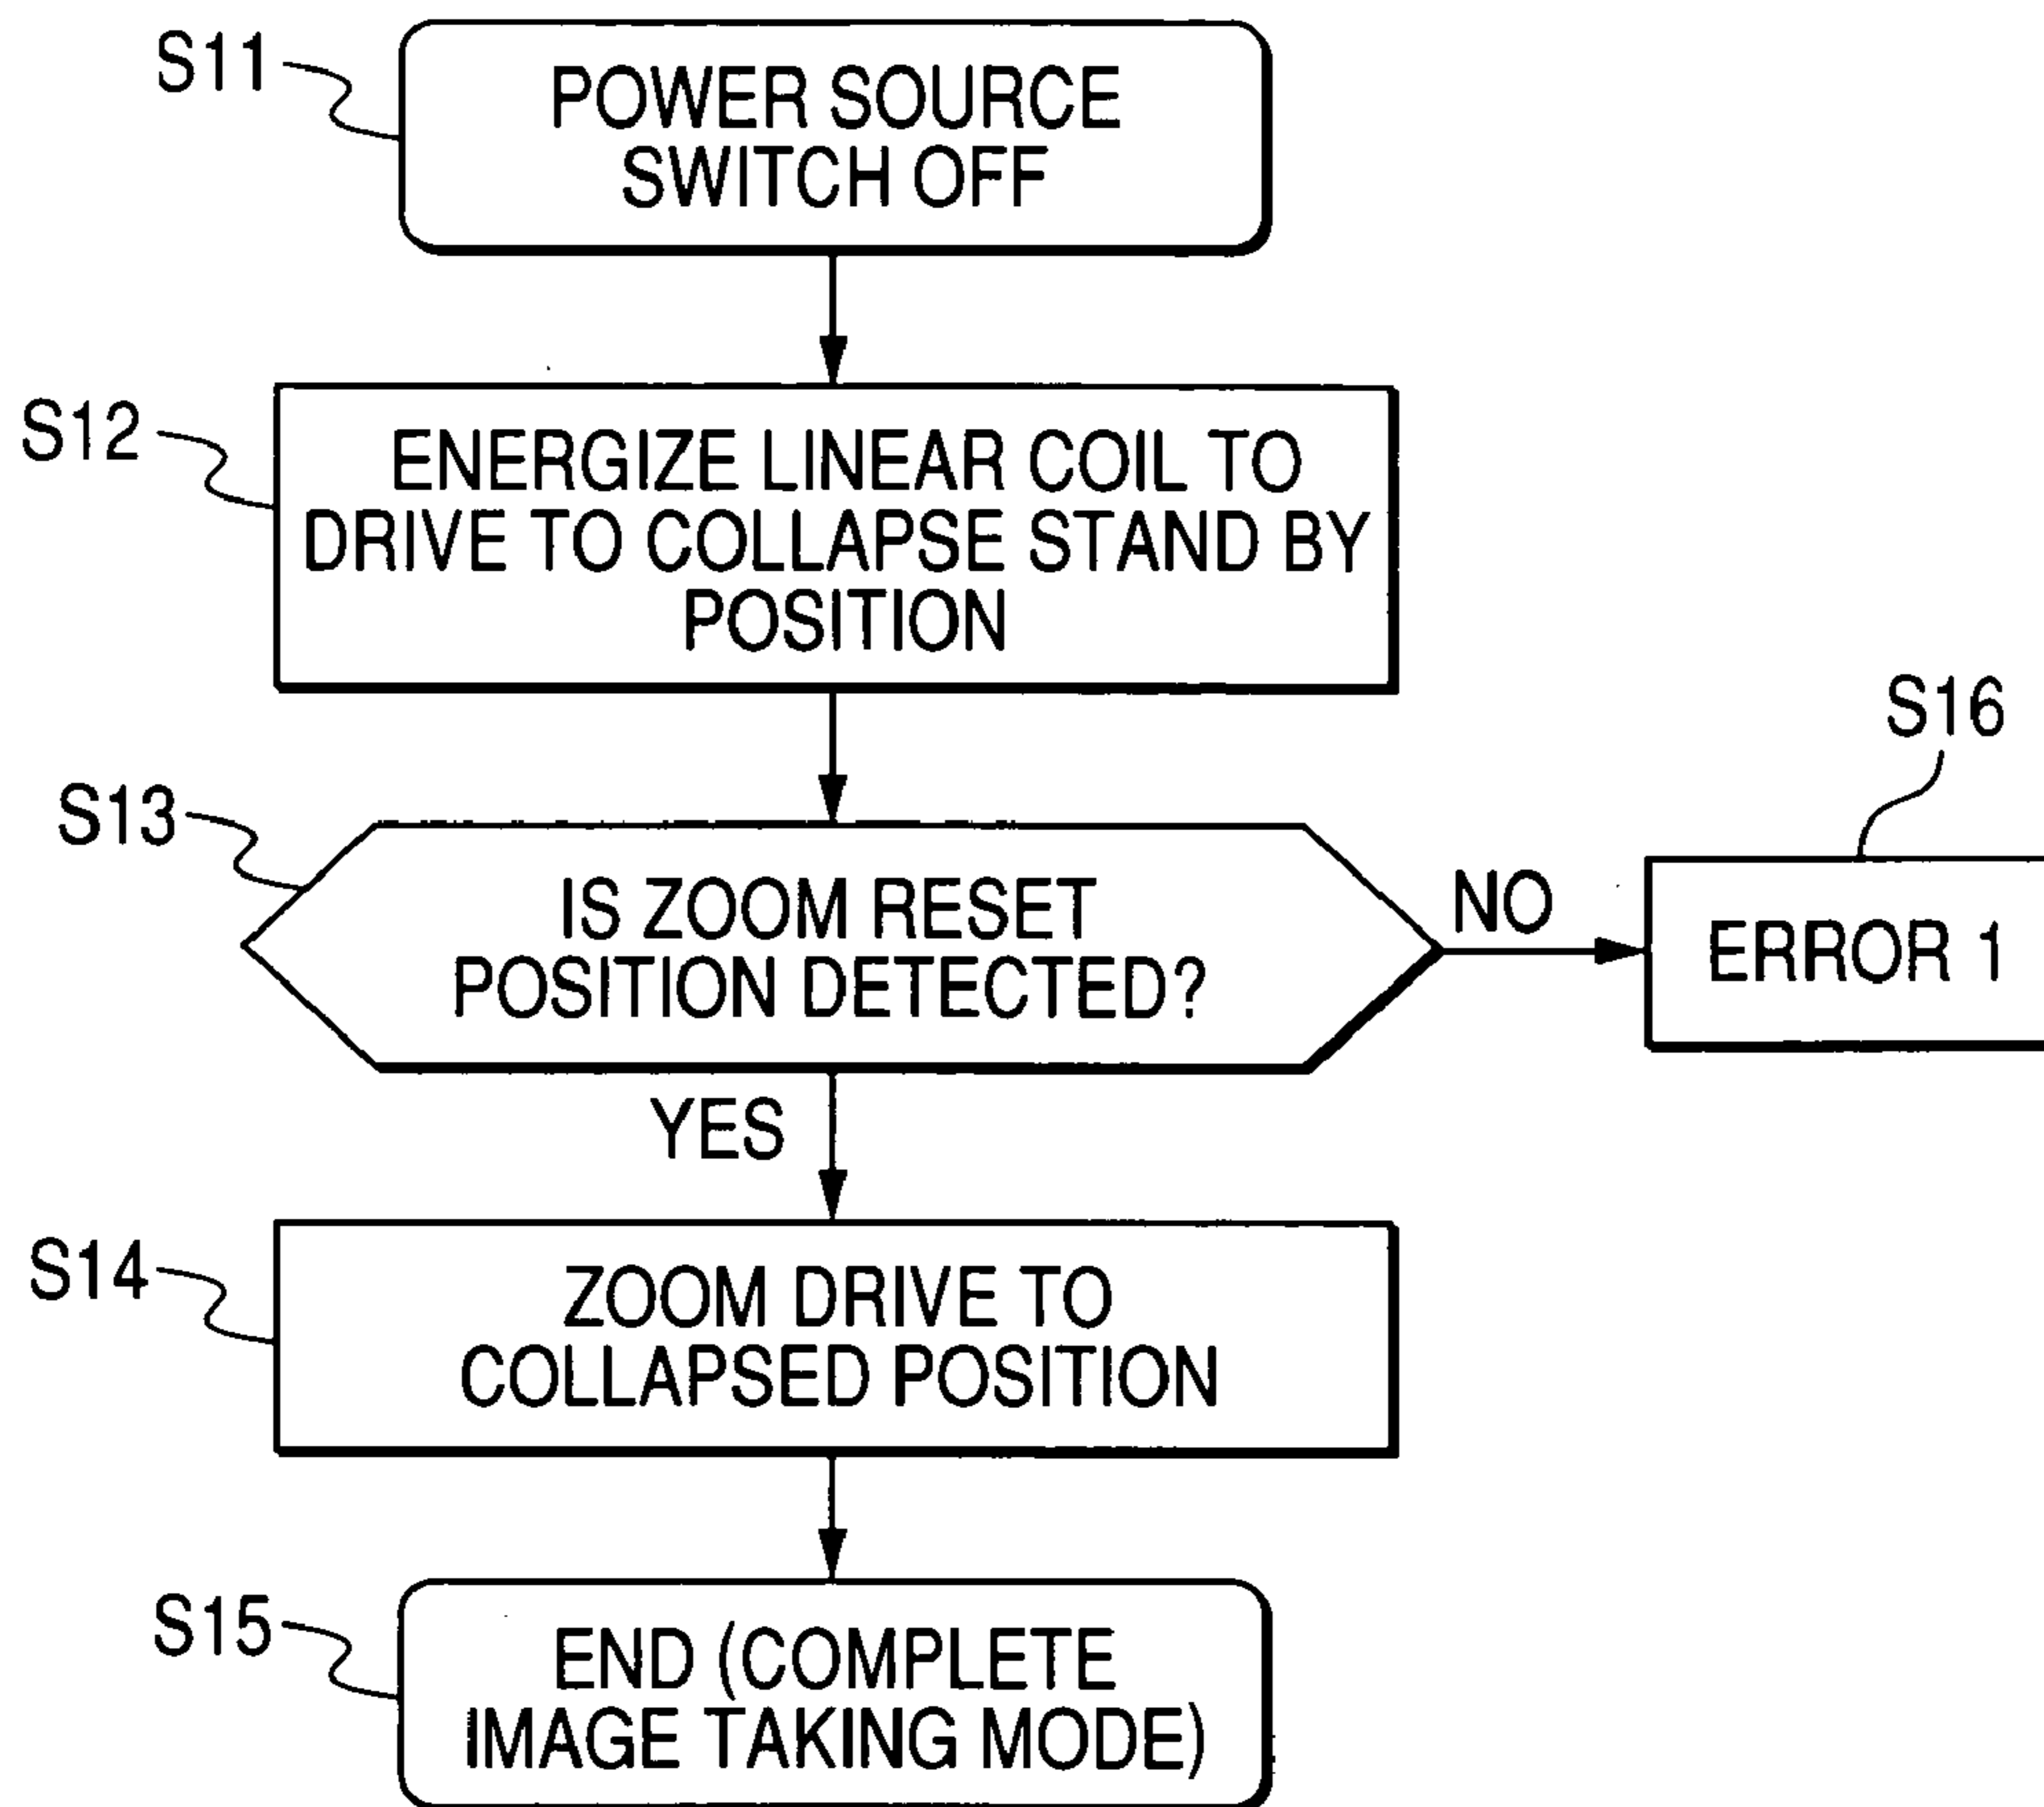 S11
POWER SOURCE
SWITCH OFF
S12
ENERGIZE LINEAR COIL TO
DRIVE TO COLLAPSE STAND BY
POSITION
S13
IS ZOOM RESET
POSITION DETECTED?
NO
S16
ERROR 1
YES
S14
ZOOM DRIVE TO
COLLAPSED POSITION
S15
END (COMPLETE
IMAGE TAKING MODE)